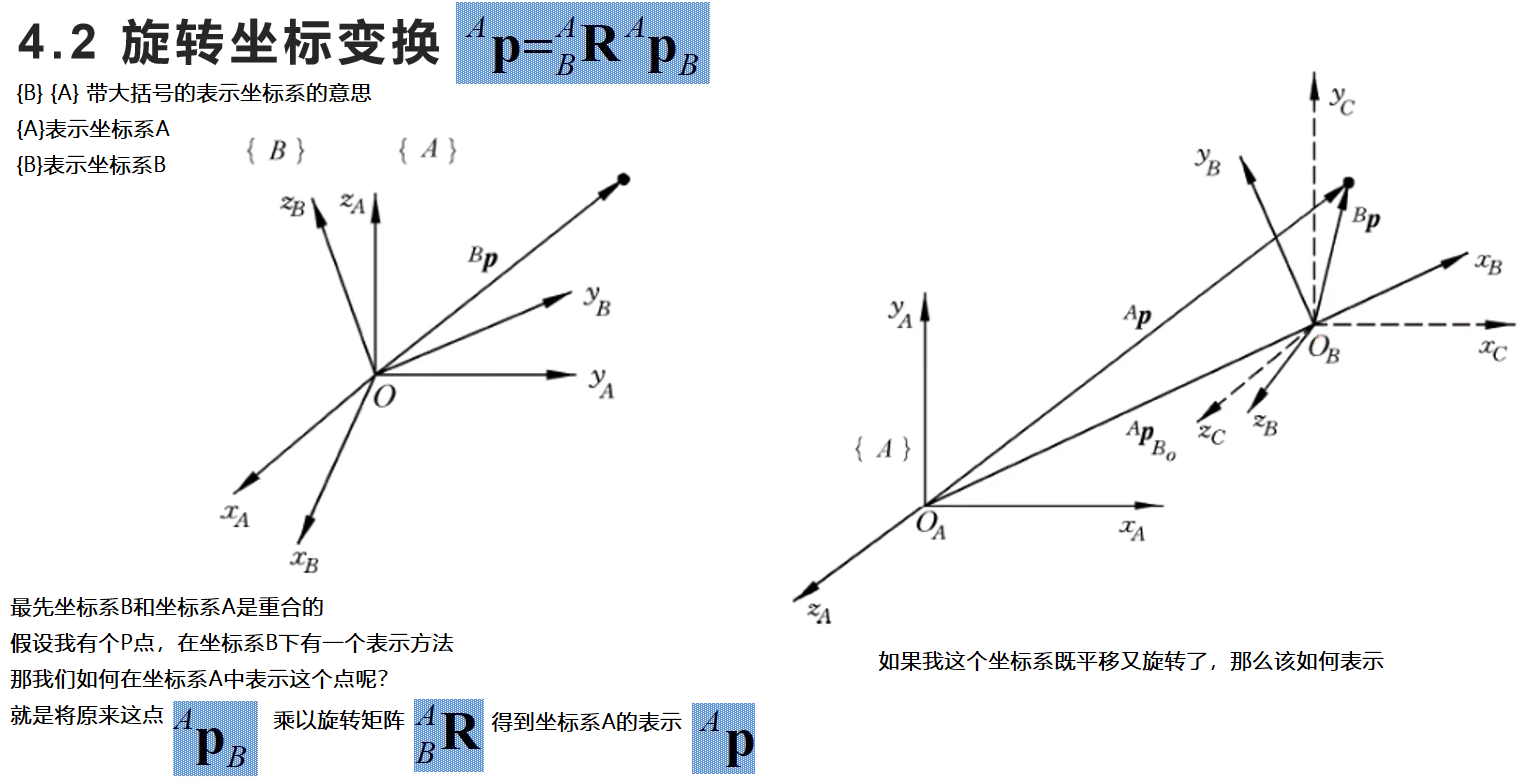 4.2 旋转坐标变换 ᴬp=ᴬ_BR ᴬp_B
{B} {A} 带大括号的表示坐标系的意思
{A}表示坐标系A
{B}表示坐标系B
{ B } { A }
z_B z_A
ᴮp
y_B
y_A
O
x_A
x_B
最先坐标系B和坐标系A是重合的
假设我有个P点，在坐标系B下有一个表示方法
那我们如何在坐标系A中表示这个点呢？
就是将原来这点 ᴬp_B 乘以旋转矩阵 ᴬ_BR 得到坐标系A的表示 ᴬp
y_C
y_B
ᴮp
x_B
y_A
ᴬp
O_B
x_C
z_C z_B
ᴬp_{B_o}
{ A }
O_A
x_A
z_A
如果我这个坐标系既平移又旋转了，那么该如何表示